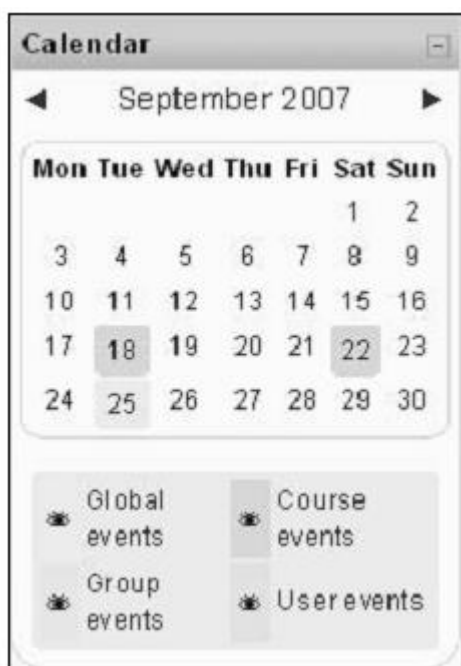 Calendar
September 2007
Mon Tue Wed Thu Fri Sat Sun
1 2
3 4 5 6 7 8 9
10 11 12 13 14 15 16
17 18 19 20 21 22 23
24 25 26 27 28 29 30
Global events
Course events
Group events
User events